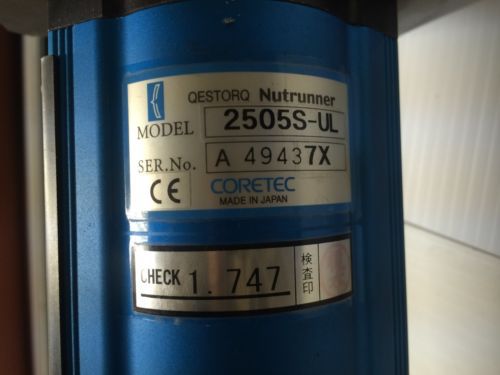 QESTORQ Nutrunner
MODEL 2505S-UL
SER.No. A 49437X
CE CORETEC
MADE IN JAPAN
CHECK 1.747 検査印